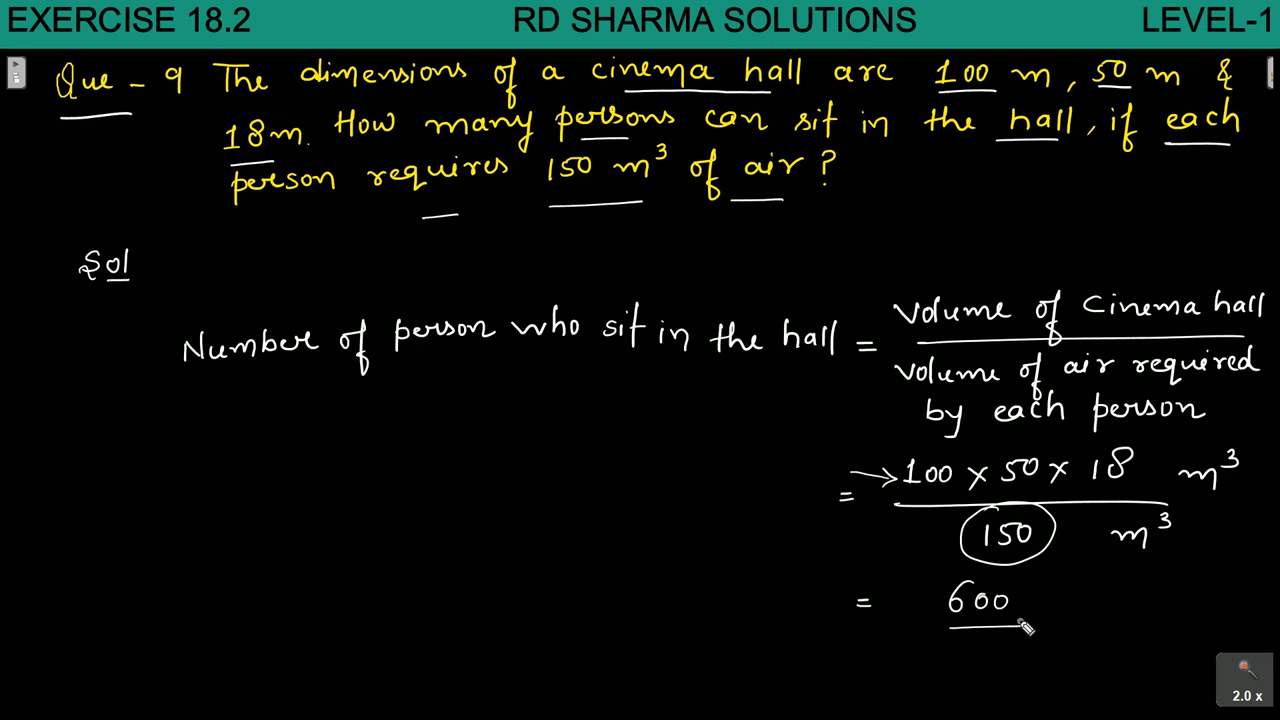 EXERCISE 18.2 RD SHARMA SOLUTIONS LEVEL-1
Que - 9 The dimensions of a cinema hall are 100 m, 50 m &
18m. How many persons can sit in the hall, if each
person requires 150 m³ of air?
Sol
Number of person who sit in the hall = Volume of Cinema hall
Volume of air required
by each person
= → 100 × 50 × 18 m³
150 m³
= 600
2.0 x